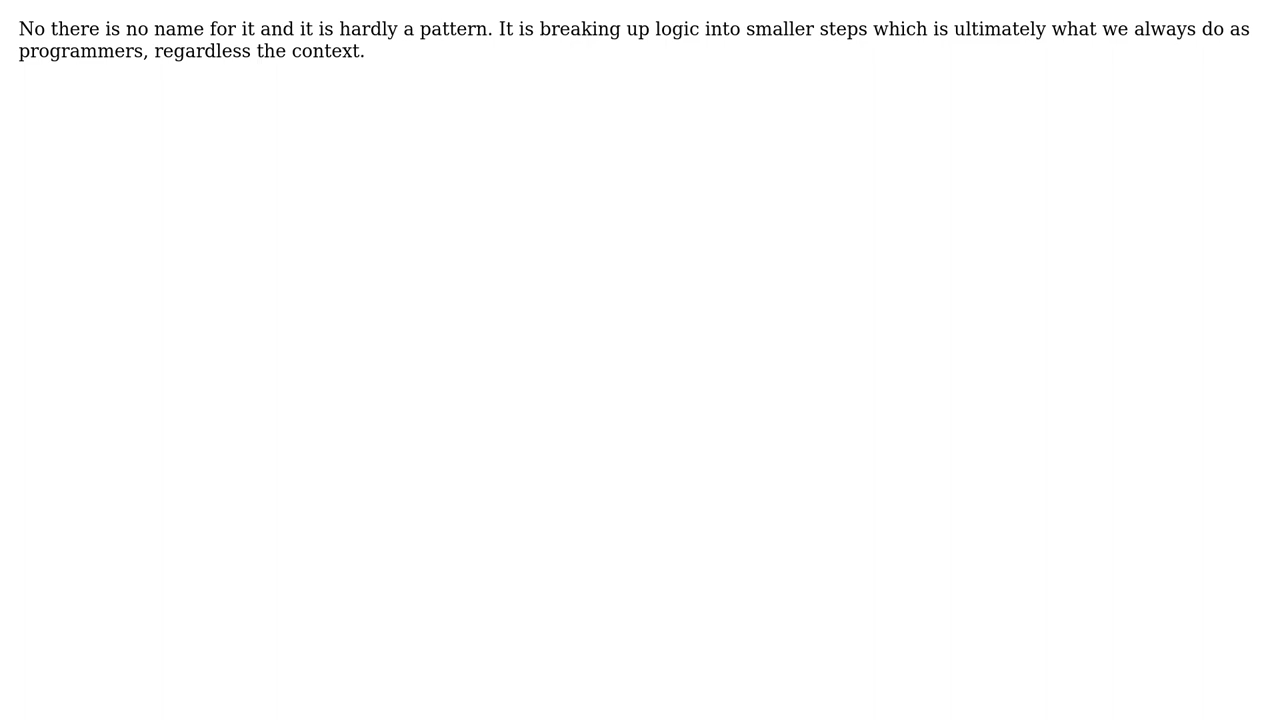 No there is no name for it and it is hardly a pattern. It is breaking up logic into smaller steps which is ultimately what we always do as
programmers, regardless the context.